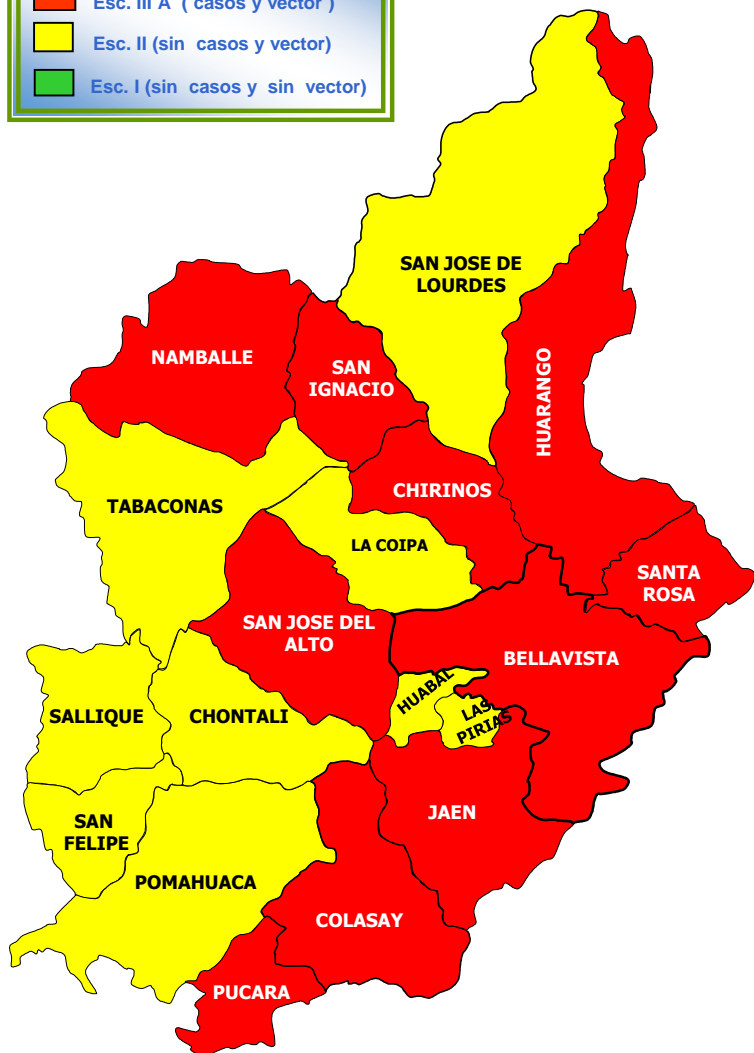 Esc. III A ( casos y vector )
Esc. II (sin casos y vector)
Esc. I (sin casos y sin vector)
SAN JOSE DE
LOURDES
NAMBALLE
SAN
IGNACIO
HUARANGO
CHIRINOS
TABACONAS
LA COIPA
SANTA
ROSA
SAN JOSE DEL
ALTO
BELLAVISTA
HUABAL
LAS
PIRIAS
SALLIQUE
CHONTALI
JAEN
SAN
FELIPE
POMAHUACA
COLASAY
PUCARA